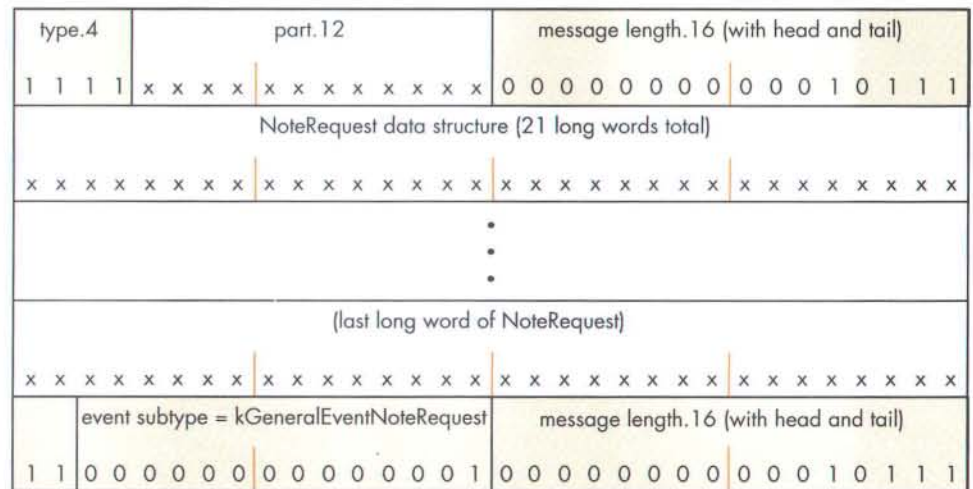 type.4 part.12 message length.16 (with head and tail)
1 1 1 1 x x x x x x x x x x x x 0 0 0 0 0 0 0 0 0 0 0 1 0 1 1 1
NoteRequest data structure (21 long words total)
x x x x x x x x x x x x x x x x x x x x x x x x x x x x x x x x
(last long word of NoteRequest)
x x x x x x x x x x x x x x x x x x x x x x x x x x x x x x x x
event subtype = kGeneralEventNoteRequest message length.16 (with head and tail)
1 1 0 0 0 0 0 0 0 0 0 0 0 0 0 1 0 0 0 0 0 0 0 0 0 0 0 1 0 1 1 1